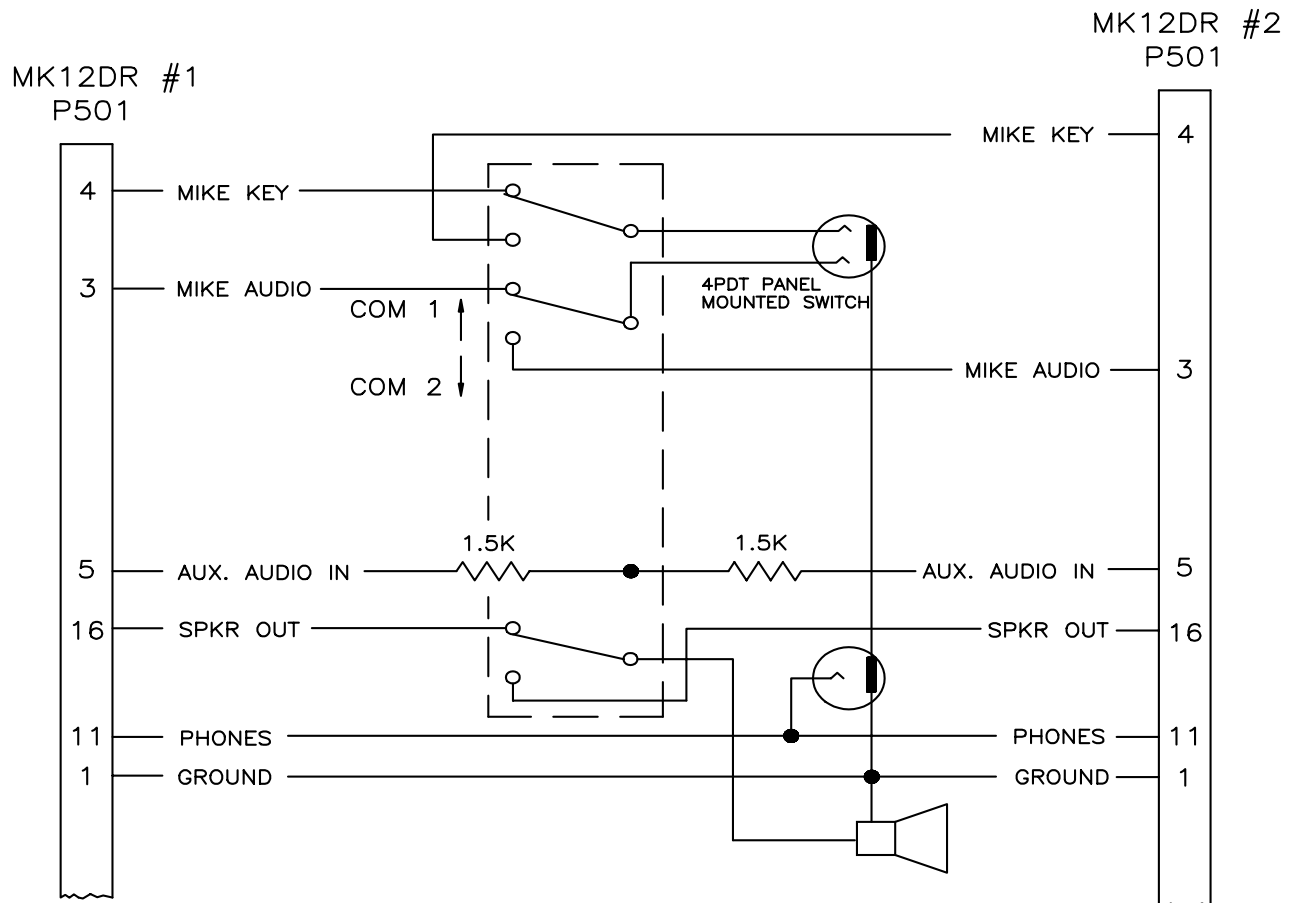 MK12DR #2
P501
MK12DR #1
P501
MIKE KEY 4
4 MIKE KEY
3 MIKE AUDIO
COM 1
4PDT PANEL
MOUNTED SWITCH
COM 2
MIKE AUDIO 3
1.5K 1.5K
5 AUX. AUDIO IN AUX. AUDIO IN 5
16 SPKR OUT SPKR OUT 16
11 PHONES PHONES 11
1 GROUND GROUND 1